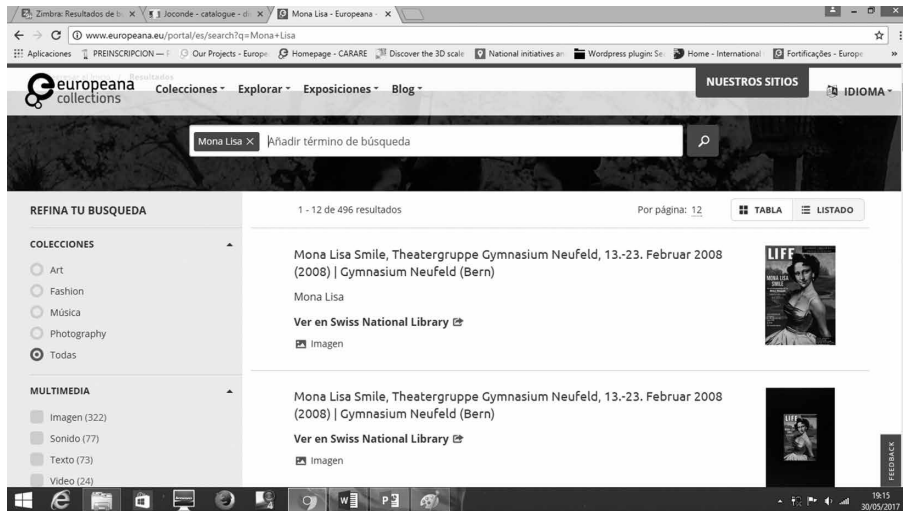 Zimbra: Resultados de b
Joconde - catalogue - di
Mona Lisa - Europeana -
www.europeana.eu/portal/es/search?q=Mona+Lisa
Aplicaciones
PREINSCRIPCION —
Our Projects - Europe
Homepage - CARARE
Discover the 3D scale
National initiatives an
Wordpress plugin: Se
Home - International
Fortificações - Europe
»
europeana
collections
Resultados
Colecciones
Explorar
Exposiciones
Blog
NUESTROS SITIOS
IDIOMA
Mona Lisa ×
Añadir término de búsqueda
REFINA TU BUSQUEDA
1 - 12 de 496 resultados
Por página: 12
TABLA
LISTADO
COLECCIONES
Art
Fashion
Música
Photography
Todas
MULTIMEDIA
Imagen (322)
Sonido (77)
Texto (73)
Video (24)
Mona Lisa Smile, Theatergruppe Gymnasium Neufeld, 13.-23. Februar 2008
(2008) | Gymnasium Neufeld (Bern)
Mona Lisa
Ver en Swiss National Library
Imagen
LIFE
MONA LISA
SMILE
Mona Lisa Smile, Theatergruppe Gymnasium Neufeld, 13.-23. Februar 2008
(2008) | Gymnasium Neufeld (Bern)
Ver en Swiss National Library
Imagen
LIFE
FEEDBACK
19:15
30/05/2017